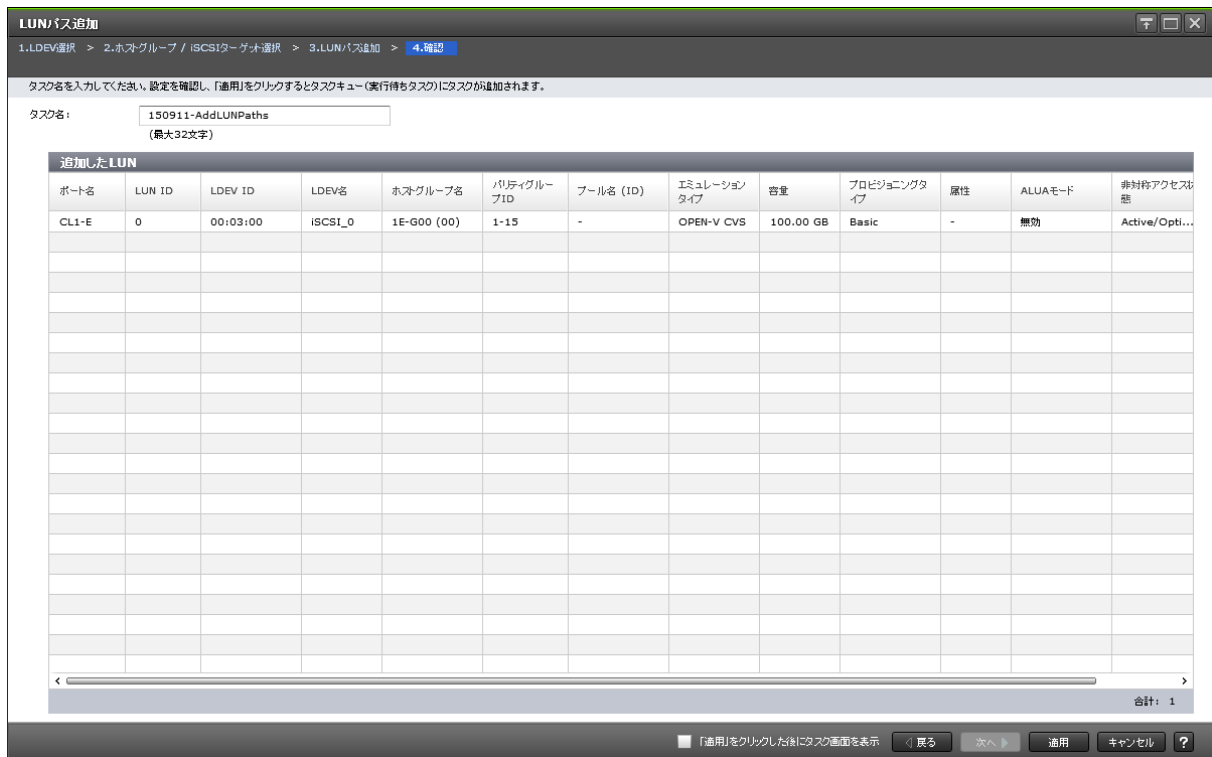 LUNパス追加
1.LDEV選択 > 2.ホストグループ / iSCSIターゲット選択 > 3.LUNパス追加 > 4.確認
タスク名を入力してください。設定を確認し、「適用」をクリックするとタスクキュー(実行待ちタスク)にタスクが追加されます。
タスク名: 150911-AddLUNPaths
(最大32文字)
追加したLUN
ポート名 LUN ID LDEV ID LDEV名 ホストグループ名 パリティグループID プール名 (ID) エミュレーションタイプ 容量 プロビジョニングタイプ 属性 ALUAモード 非対称アクセス状態
CL1-E 0 00:03:00 iSCSI_0 1E-G00 (00) 1-15 - OPEN-V CVS 100.00 GB Basic - 無効 Active/Opti...
合計: 1
「適用」をクリックした後にタスク画面を表示 戻る 次へ 適用 キャンセル ?